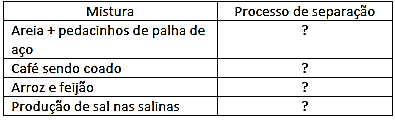 Mistura Processo de separação
Areia + pedacinhos de palha de ?
aço
Café sendo coado ?
Arroz e feijão ?
Produção de sal nas salinas ?